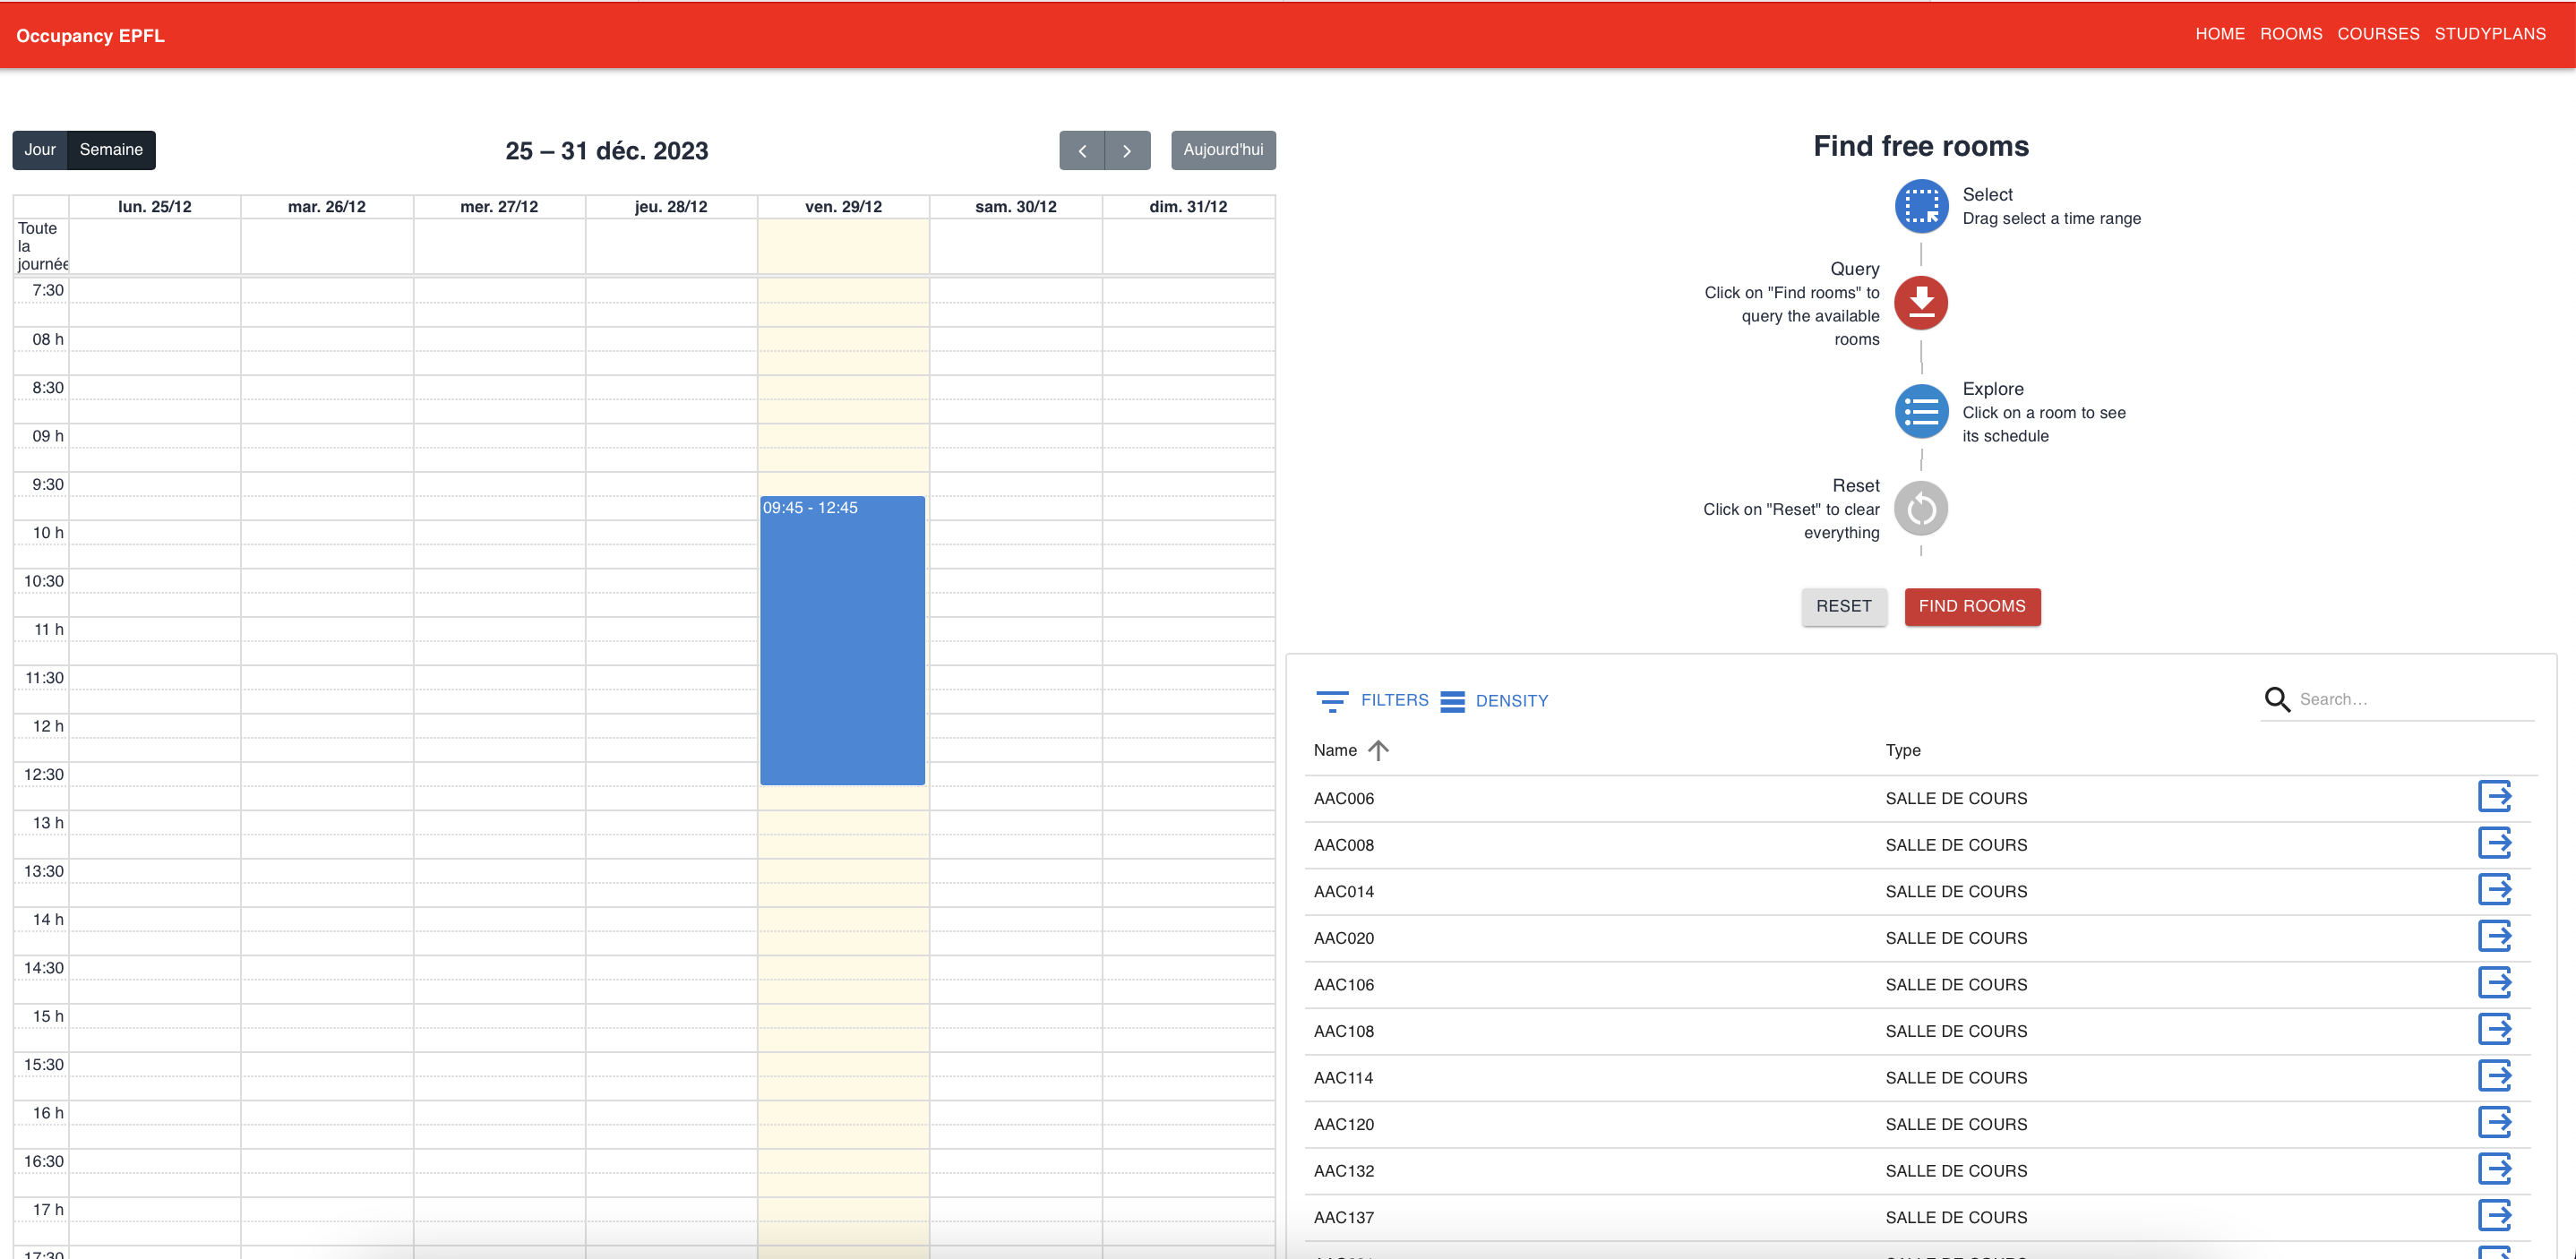 Occupancy EPFL
HOME ROOMS COURSES STUDYPLANS
Jour Semaine
25 – 31 déc. 2023
Aujourd'hui
lun. 25/12 mar. 26/12 mer. 27/12 jeu. 28/12 ven. 29/12 sam. 30/12 dim. 31/12
Toute
la
journée
7:30
08 h
8:30
09 h
9:30
09:45 - 12:45
10 h
10:30
11 h
11:30
12 h
12:30
13 h
13:30
14 h
14:30
15 h
15:30
16 h
16:30
17 h
17:30
Find free rooms
Select
Drag select a time range
Query
Click on "Find rooms" to
query the available
rooms
Explore
Click on a room to see
its schedule
Reset
Click on "Reset" to clear
everything
RESET FIND ROOMS
FILTERS DENSITY
Search…
Name Type
AAC006 SALLE DE COURS
AAC008 SALLE DE COURS
AAC014 SALLE DE COURS
AAC020 SALLE DE COURS
AAC106 SALLE DE COURS
AAC108 SALLE DE COURS
AAC114 SALLE DE COURS
AAC120 SALLE DE COURS
AAC132 SALLE DE COURS
AAC137 SALLE DE COURS